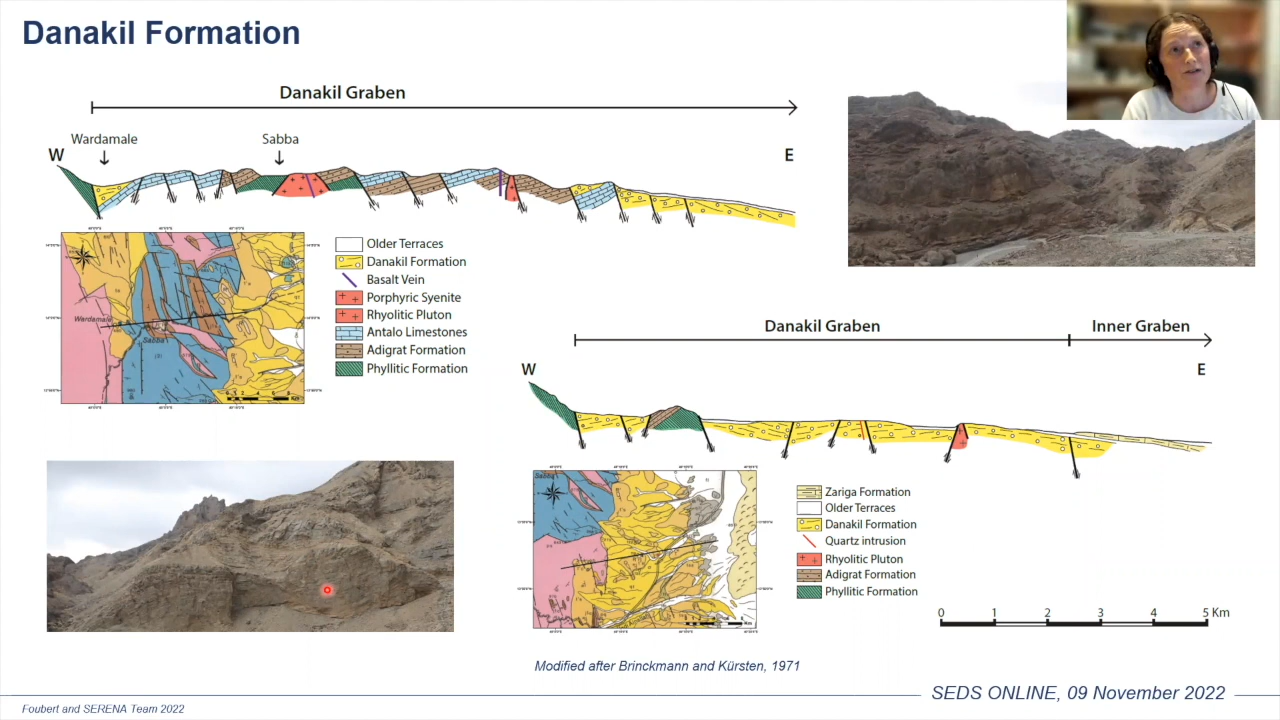 Danakil Formation
Danakil Graben
Wardamale
Sabba
W
E
Older Terraces
Danakil Formation
Basalt Vein
Porphyric Syenite
Rhyolitic Pluton
Antalo Limestones
Adigrat Formation
Phyllitic Formation
Wardamale
Sabba
Danakil Graben
Inner Graben
W
E
Sabba
Zariga Formation
Older Terraces
Danakil Formation
Quartz intrusion
Rhyolitic Pluton
Adigrat Formation
Phyllitic Formation
0 1 2 3 4 5 Km
Modified after Brinckmann and Kürsten, 1971
SEDS ONLINE, 09 November 2022
Foubert and SERENA Team 2022